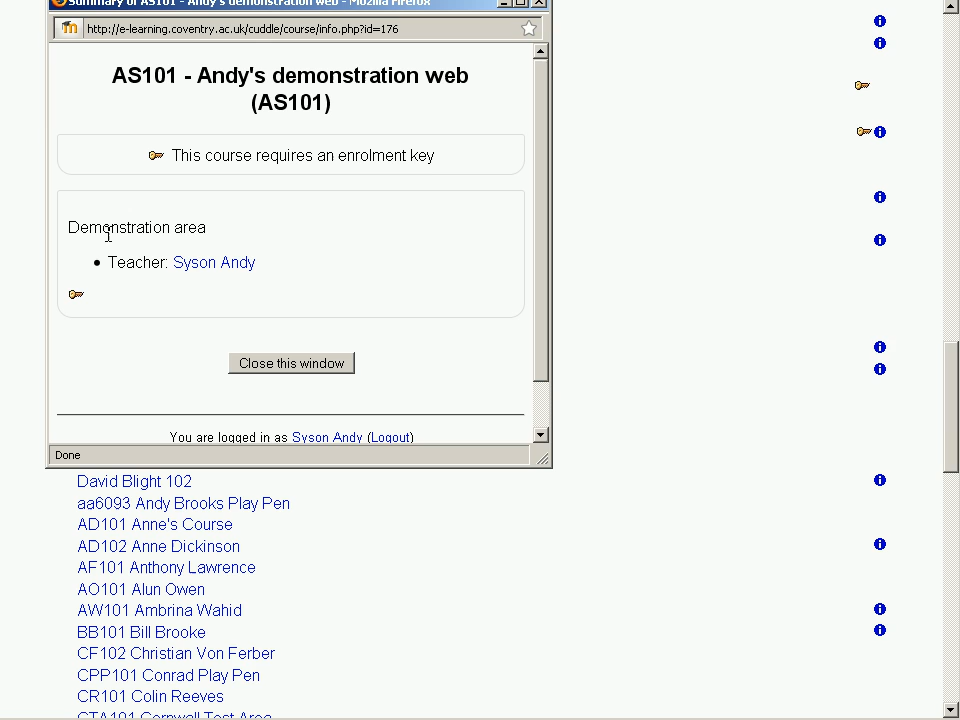 Summary of AS101 - Andy's demonstration web - Mozilla Firefox
http://e-learning.coventry.ac.uk/cuddle/course/info.php?id=176
AS101 - Andy's demonstration web
(AS101)
This course requires an enrolment key
Demonstration area
Teacher: Syson Andy
Close this window
You are logged in as Syson Andy (Logout)
Done
David Blight 102
aa6093 Andy Brooks Play Pen
AD101 Anne's Course
AD102 Anne Dickinson
AF101 Anthony Lawrence
AO101 Alun Owen
AW101 Ambrina Wahid
BB101 Bill Brooke
CF102 Christian Von Ferber
CPP101 Conrad Play Pen
CR101 Colin Reeves
CTA101 Cornwall Test Area